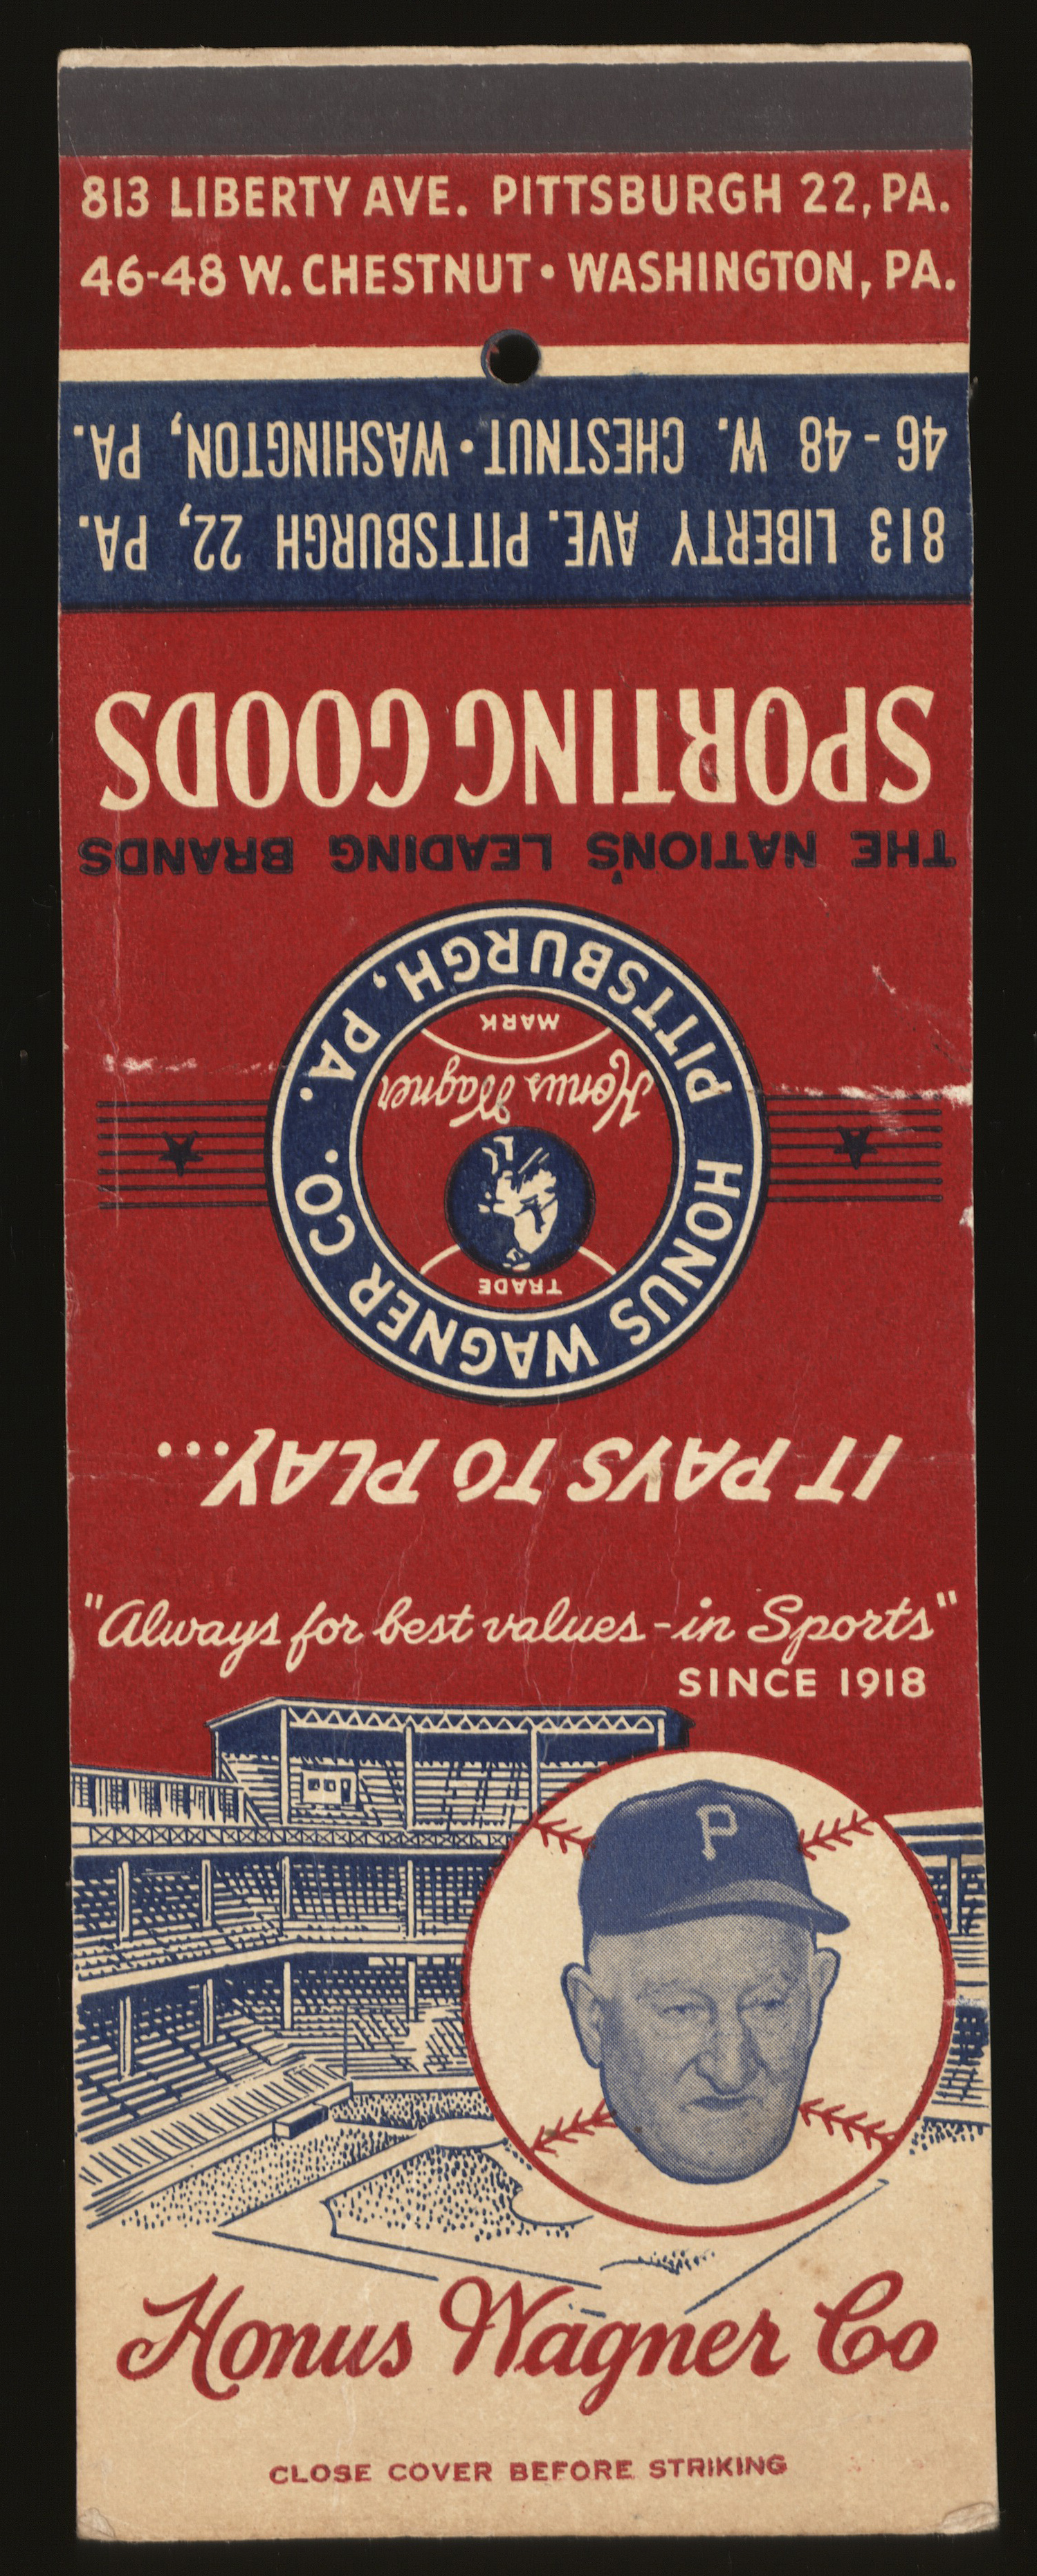 813 LIBERTY AVE. PITTSBURGH 22, PA.
46-48 W. CHESTNUT • WASHINGTON, PA.
"Always for best values - in Sports"
SINCE 1918
P
Honus Wagner Co
CLOSE COVER BEFORE STRIKING
IT PAYS TO PLAY...
HONUS WAGNER CO.
TRADE
Honus Wagner
MARK
PITTSBURGH, PA.
THE NATION'S LEADING BRANDS
SPORTING GOODS
813 LIBERTY AVE. PITTSBURGH 22, PA.
46-48 W. CHESTNUT • WASHINGTON, PA.